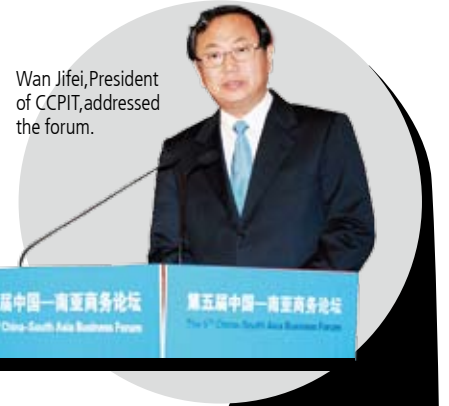 Wan Jifei,President
of CCPIT,addressed
the forum.
届中国—南亚商务论坛
China-South Asia Business Forum
第五届中国—南亚商务论坛
The 5th China-South Asia Business Forum